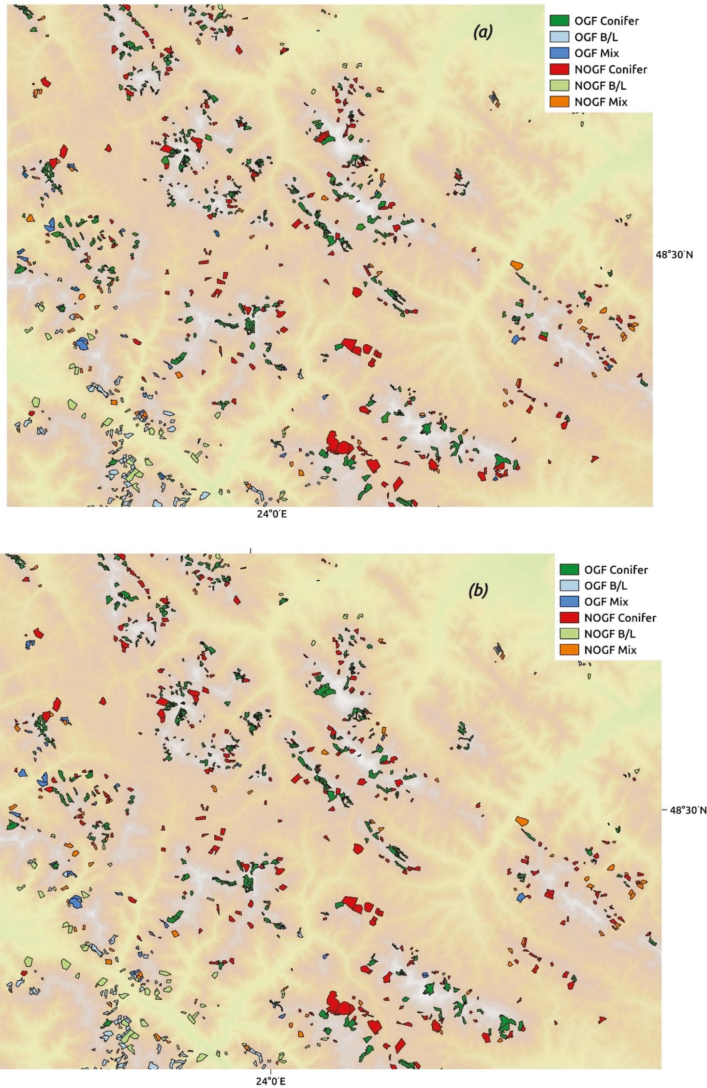 (a)
OGF Conifer
OGF B/L
OGF Mix
NOGF Conifer
NOGF B/L
NOGF Mix
48°30'N
24°0'E
(b)
OGF Conifer
OGF B/L
OGF Mix
NOGF Conifer
NOGF B/L
NOGF Mix
48°30'N
24°0'E